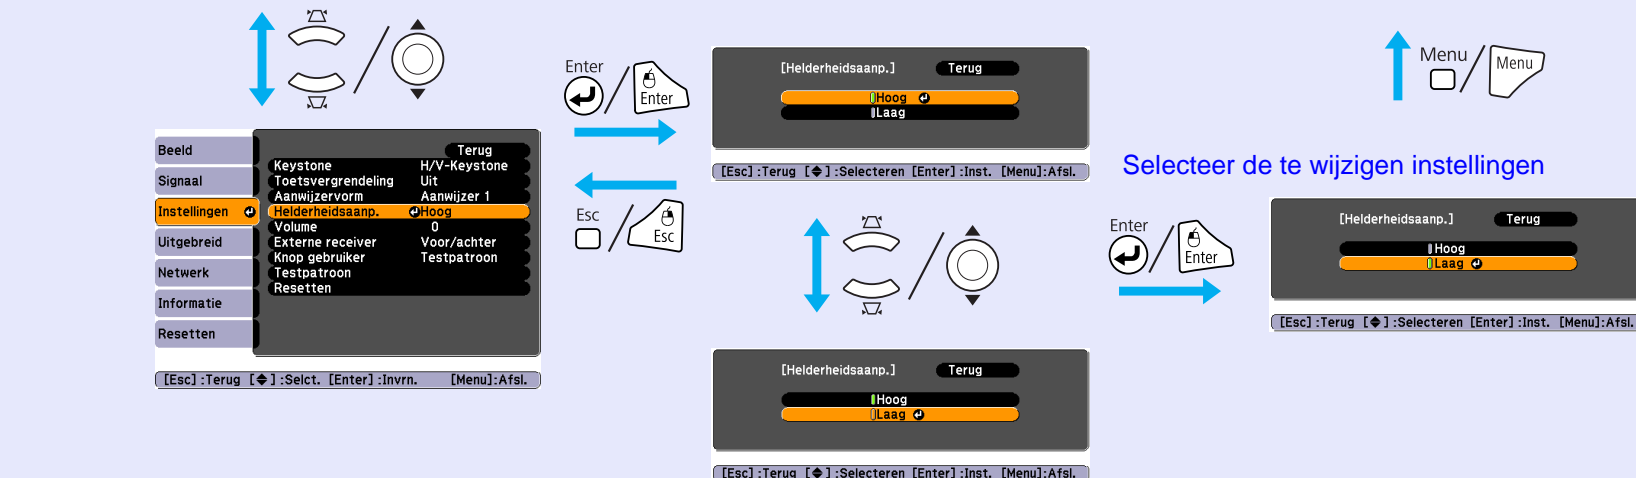 Enter
Enter
Esc
Esc
Beeld
Signaal
Instellingen
Uitgebreid
Netwerk
Informatie
Resetten
Terug
Keystone H/V-Keystone
Toetsvergrendeling Uit
Aanwijzervorm Aanwijzer 1
Helderheidsaanp. Hoog
Volume 0
Externe receiver Voor/achter
Knop gebruiker Testpatroon
Testpatroon
Resetten
[Esc] :Terug [◆] :Selct. [Enter] :Invrn. [Menu] :Afsl.
[Helderheidsaanp.] Terug
Hoog
Laag
[Esc] :Terug [◆] :Selecteren [Enter] :Inst. [Menu] :Afsl.
[Helderheidsaanp.] Terug
Hoog
Laag
[Esc] :Terug [◆] :Selecteren [Enter] :Inst. [Menu] :Afsl.
Menu
Menu
Selecteer de te wijzigen instellingen
Enter
Enter
[Helderheidsaanp.] Terug
Hoog
Laag
[Esc] :Terug [◆] :Selecteren [Enter] :Inst. [Menu] :Afsl.